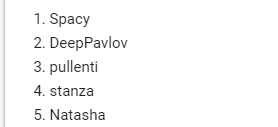 1. Spacy
2. DeepPavlov
3. pullenti
4. stanza
5. Natasha